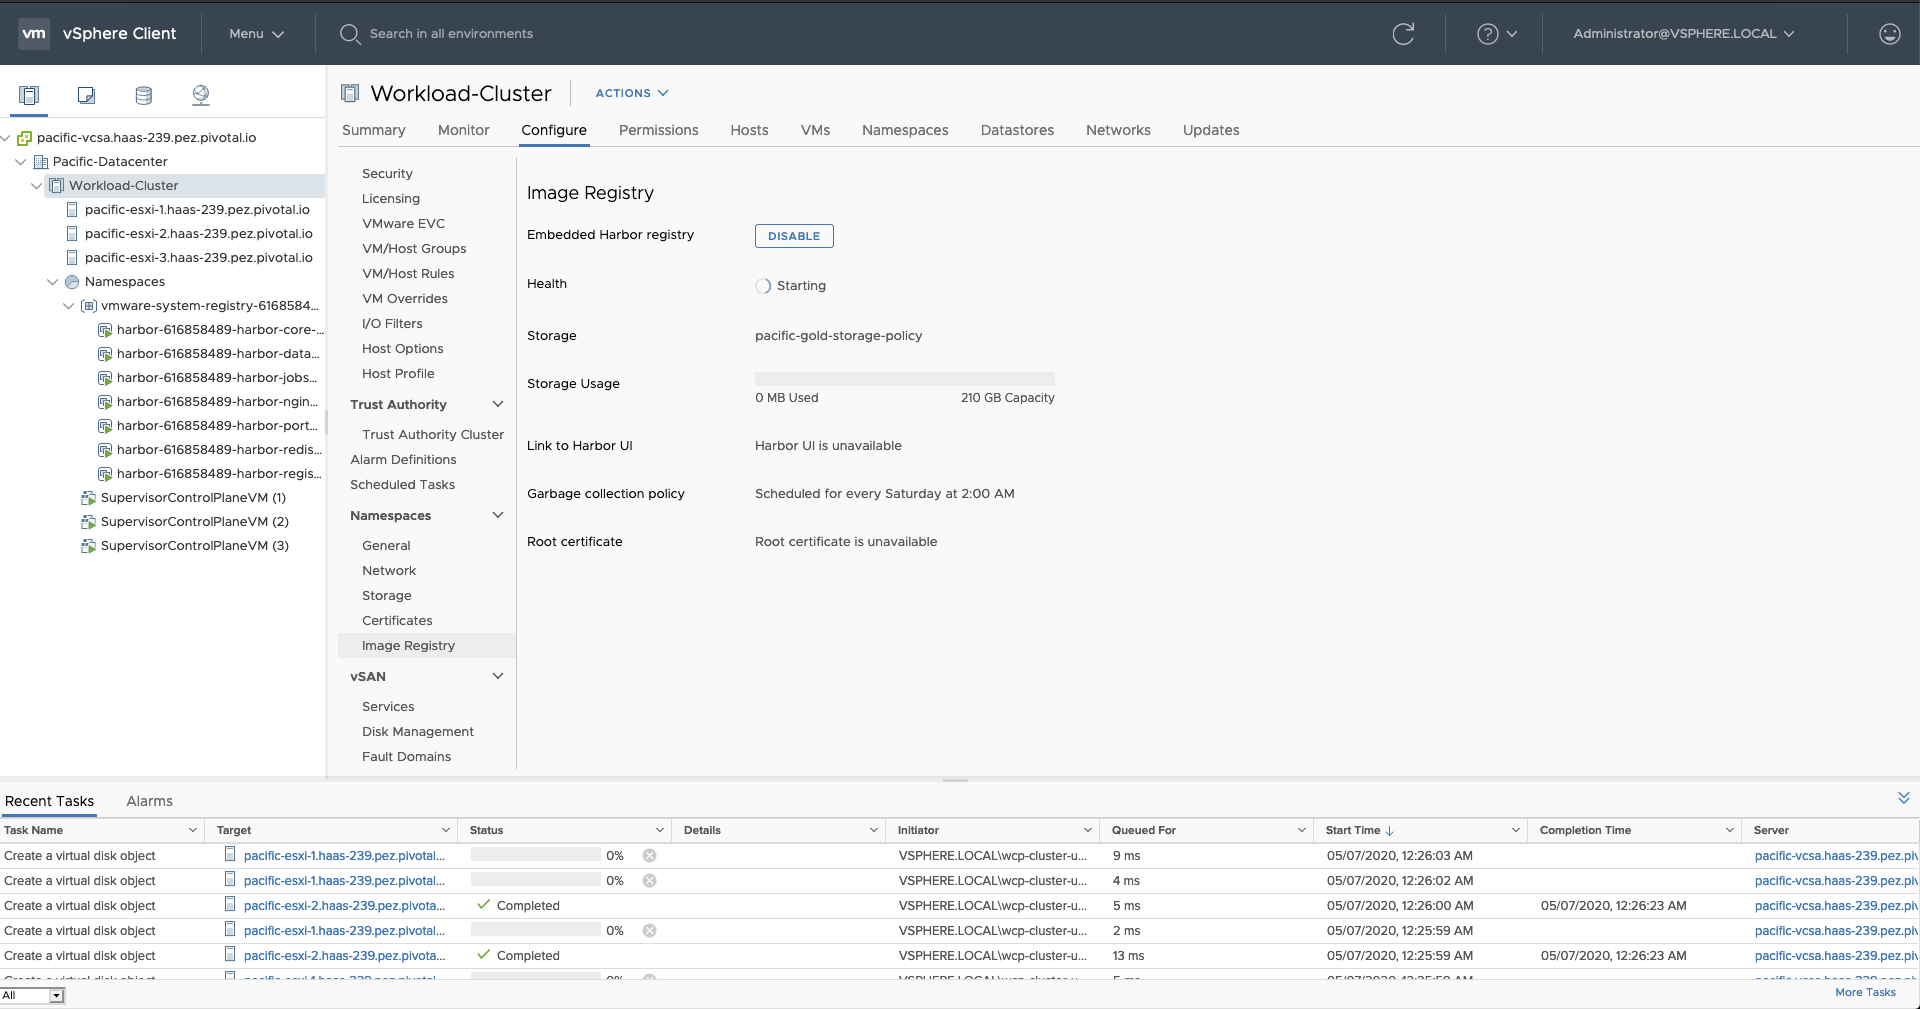 vm vSphere Client Menu Search in all environments Administrator@VSPHERE.LOCAL
pacific-vcsa.haas-239.pez.pivotal.io
Pacific-Datacenter
Workload-Cluster
pacific-esxi-1.haas-239.pez.pivotal.io
pacific-esxi-2.haas-239.pez.pivotal.io
pacific-esxi-3.haas-239.pez.pivotal.io
Namespaces
vmware-system-registry-6168584...
harbor-616858489-harbor-core-...
harbor-616858489-harbor-data...
harbor-616858489-harbor-jobs...
harbor-616858489-harbor-ngin...
harbor-616858489-harbor-port...
harbor-616858489-harbor-redis...
harbor-616858489-harbor-regis...
SupervisorControlPlaneVM (1)
SupervisorControlPlaneVM (2)
SupervisorControlPlaneVM (3)
Workload-Cluster ACTIONS
Summary Monitor Configure Permissions Hosts VMs Namespaces Datastores Networks Updates
Security
Licensing
VMware EVC
VM/Host Groups
VM/Host Rules
VM Overrides
I/O Filters
Host Options
Host Profile
Trust Authority
Trust Authority Cluster
Alarm Definitions
Scheduled Tasks
Namespaces
General
Network
Storage
Certificates
Image Registry
vSAN
Services
Disk Management
Fault Domains
Image Registry
Embedded Harbor registry DISABLE
Health Starting
Storage pacific-gold-storage-policy
Storage Usage
0 MB Used 210 GB Capacity
Link to Harbor UI Harbor UI is unavailable
Garbage collection policy Scheduled for every Saturday at 2:00 AM
Root certificate Root certificate is unavailable
Recent Tasks Alarms
Task Name Target Status Details Initiator Queued For Start Time Completion Time Server
Create a virtual disk object pacific-esxi-1.haas-239.pez.pivotal... 0% VSPHERE.LOCAL\wcp-cluster-u... 9 ms 05/07/2020, 12:26:03 AM pacific-vcsa.haas-239.pez.piv
Create a virtual disk object pacific-esxi-1.haas-239.pez.pivotal... 0% VSPHERE.LOCAL\wcp-cluster-u... 4 ms 05/07/2020, 12:26:02 AM pacific-vcsa.haas-239.pez.piv
Create a virtual disk object pacific-esxi-2.haas-239.pez.pivota... Completed VSPHERE.LOCAL\wcp-cluster-u... 5 ms 05/07/2020, 12:26:00 AM 05/07/2020, 12:26:23 AM pacific-vcsa.haas-239.pez.piv
Create a virtual disk object pacific-esxi-1.haas-239.pez.pivotal... 0% VSPHERE.LOCAL\wcp-cluster-u... 2 ms 05/07/2020, 12:25:59 AM pacific-vcsa.haas-239.pez.piv
Create a virtual disk object pacific-esxi-2.haas-239.pez.pivota... Completed VSPHERE.LOCAL\wcp-cluster-u... 13 ms 05/07/2020, 12:25:59 AM 05/07/2020, 12:26:23 AM pacific-vcsa.haas-239.pez.piv
All More Tasks